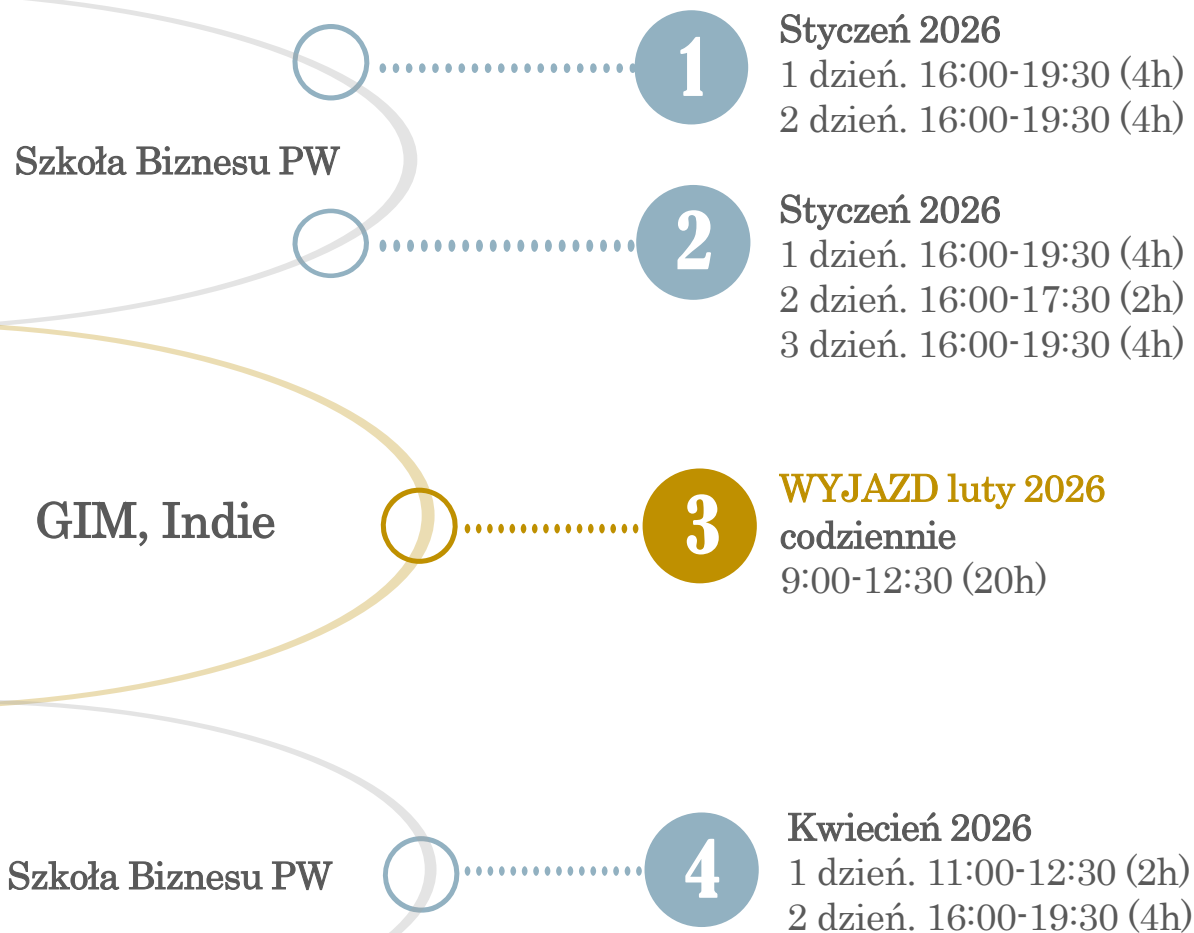 1
Styczeń 2026
1 dzień. 16:00-19:30 (4h)
2 dzień. 16:00-19:30 (4h)
Szkoła Biznesu PW
2
Styczeń 2026
1 dzień. 16:00-19:30 (4h)
2 dzień. 16:00-17:30 (2h)
3 dzień. 16:00-19:30 (4h)
GIM, Indie
3
WYJAZD luty 2026
codziennie
9:00-12:30 (20h)
Szkoła Biznesu PW
4
Kwiecień 2026
1 dzień. 11:00-12:30 (2h)
2 dzień. 16:00-19:30 (4h)